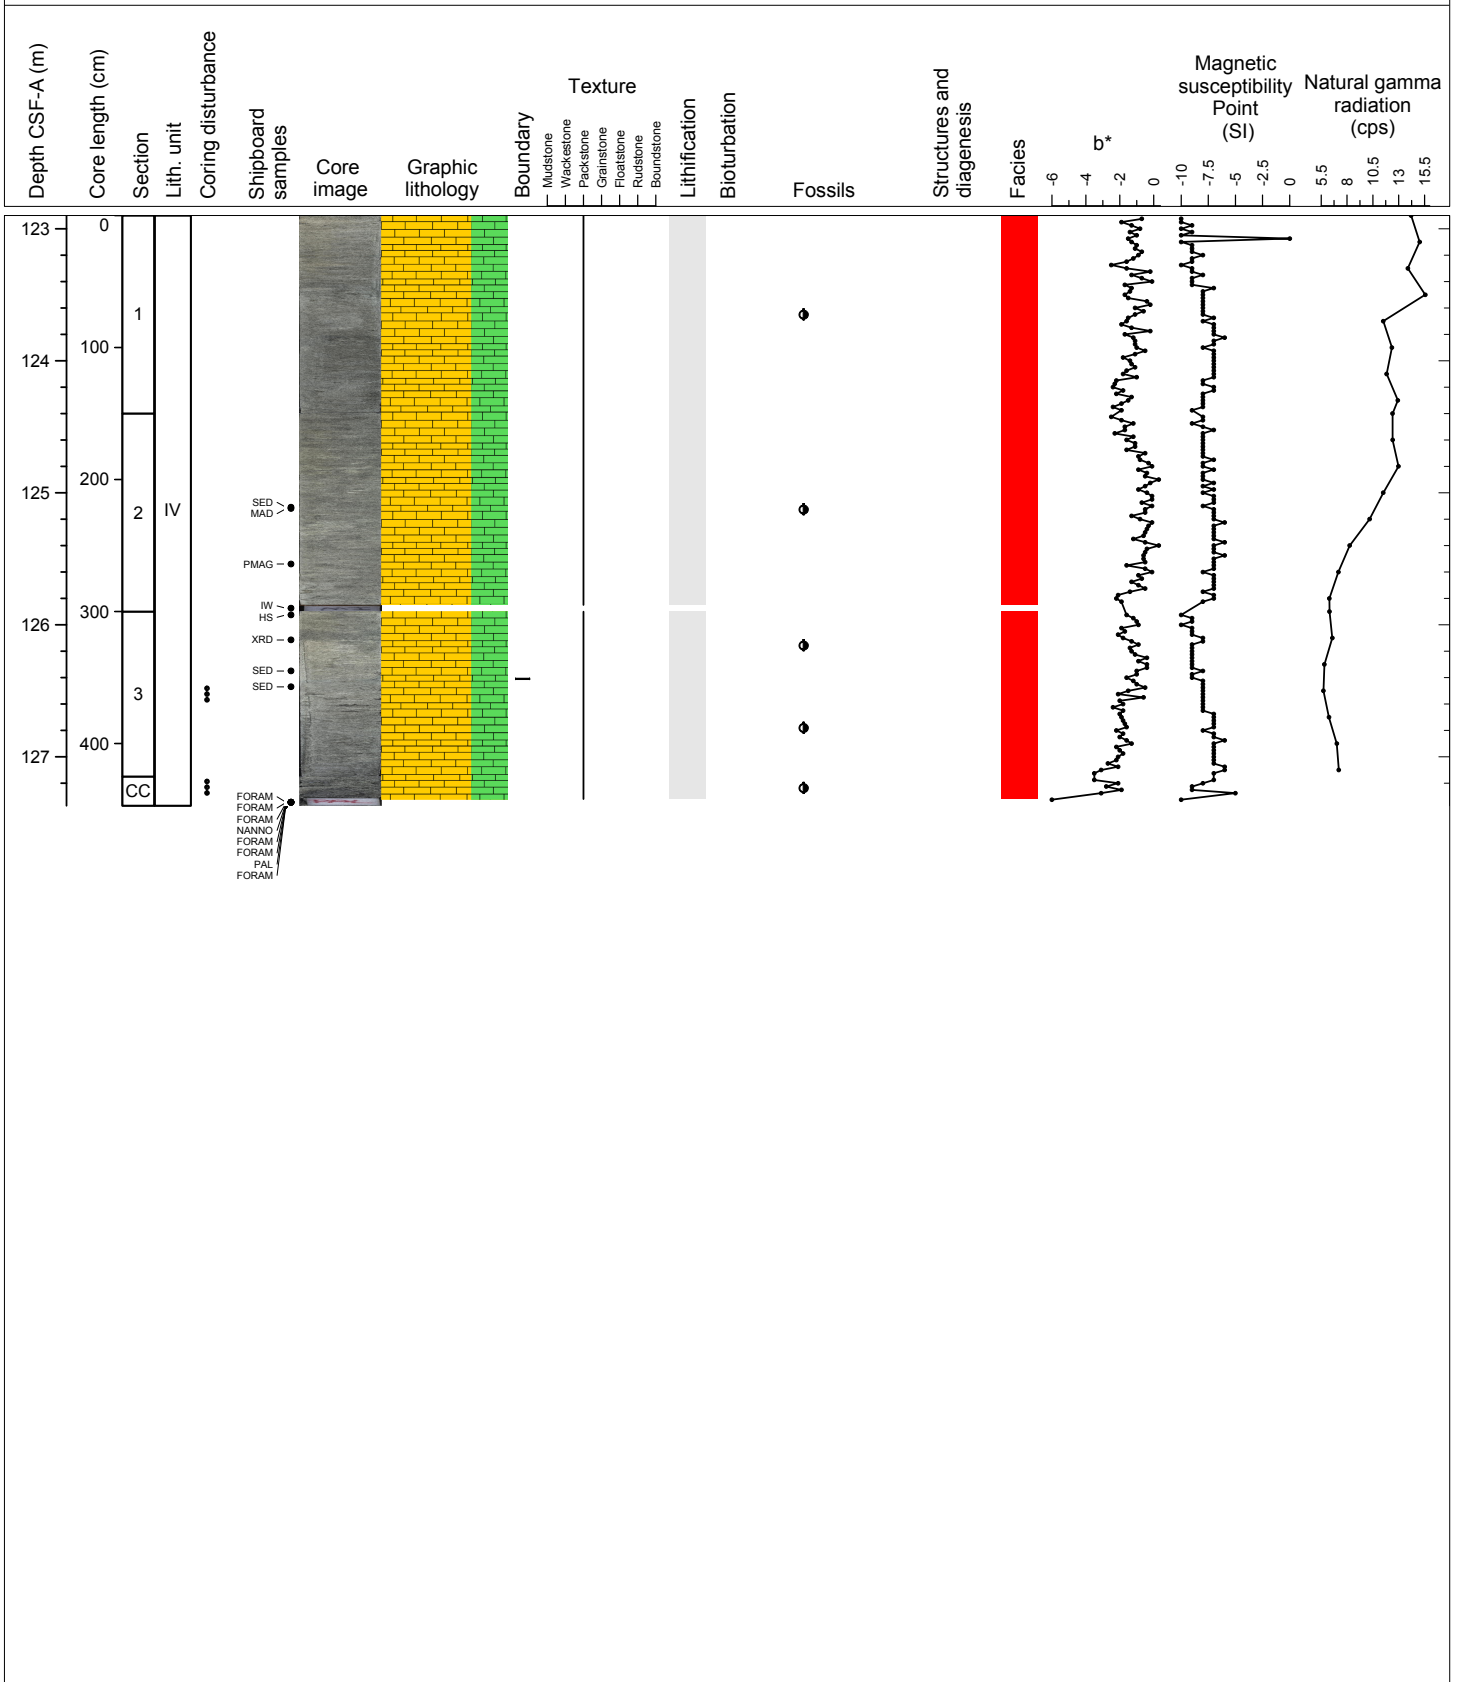 Depth CSF-A (m)
Core length (cm)
Section
Lith. unit
Coring disturbance
Shipboard
samples
Core
image
Graphic
lithology
Boundary
Texture
Mudstone
Wackestone
Packstone
Grainstone
Floatstone
Rudstone
Boundstone
Lithification
Bioturbation
Fossils
Structures and
diagenesis
Facies
b*
-6
-4
-2
0
Magnetic
susceptibility
Point
(SI)
-10
-7.5
-5
-2.5
0
Natural gamma
radiation
(cps)
5.5
8
10.5
13
15.5
123
124
125
126
127
0
100
200
300
400
1
2
3
CC
IV
SED
MAD
PMAG
IW
HS
XRD
SED
SED
FORAM
FORAM
FORAM
NANNO
FORAM
FORAM
PAL
FORAM